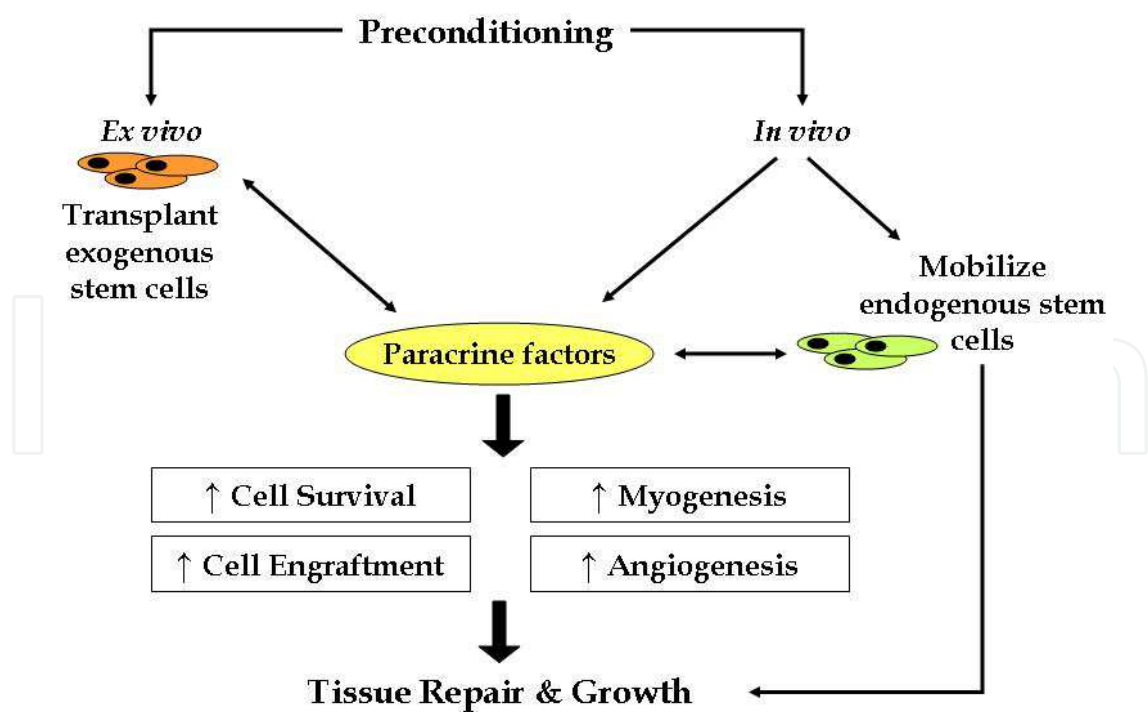 Preconditioning
Ex vivo
Transplant
exogenous
stem cells
In vivo
Mobilize
endogenous stem
cells
Paracrine factors
↑ Cell Survival
↑ Myogenesis
↑ Cell Engraftment
↑ Angiogenesis
Tissue Repair & Growth